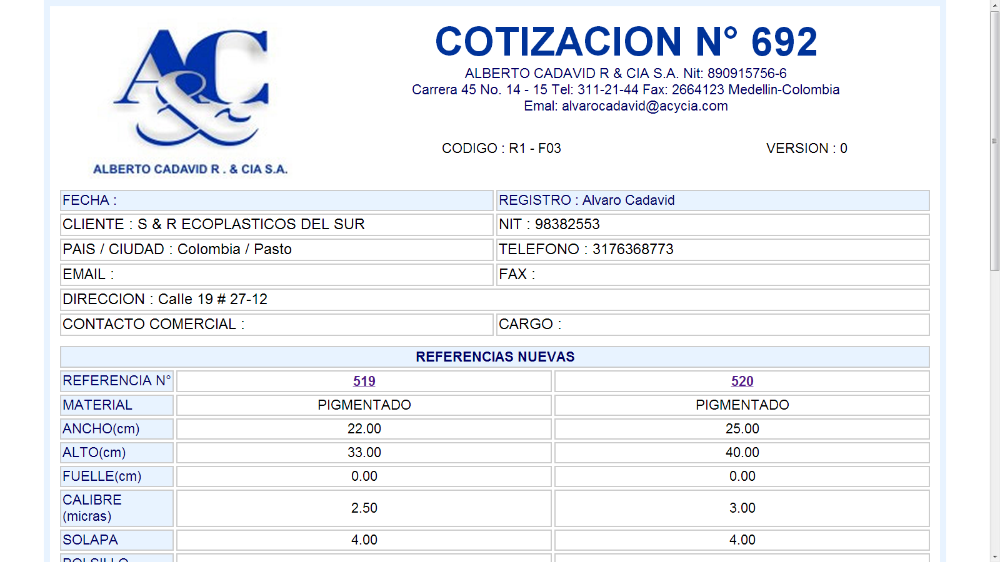 A&C
ALBERTO CADAVID R . & CIA S.A.
COTIZACION N° 692
ALBERTO CADAVID R & CIA S.A. Nit: 890915756-6
Carrera 45 No. 14 - 15 Tel: 311-21-44 Fax: 2664123 Medellin-Colombia
Emal: alvarocadavid@acycia.com
CODIGO : R1 - F03 VERSION : 0
FECHA : REGISTRO : Alvaro Cadavid
CLIENTE : S & R ECOPLASTICOS DEL SUR NIT : 98382553
PAIS / CIUDAD : Colombia / Pasto TELEFONO : 3176368773
EMAIL : FAX :
DIRECCION : Calle 19 # 27-12
CONTACTO COMERCIAL : CARGO :
REFERENCIAS NUEVAS
REFERENCIA N° 519 520
MATERIAL PIGMENTADO PIGMENTADO
ANCHO(cm) 22.00 25.00
ALTO(cm) 33.00 40.00
FUELLE(cm) 0.00 0.00
CALIBRE
(micras) 2.50 3.00
SOLAPA 4.00 4.00
BOLSILLO